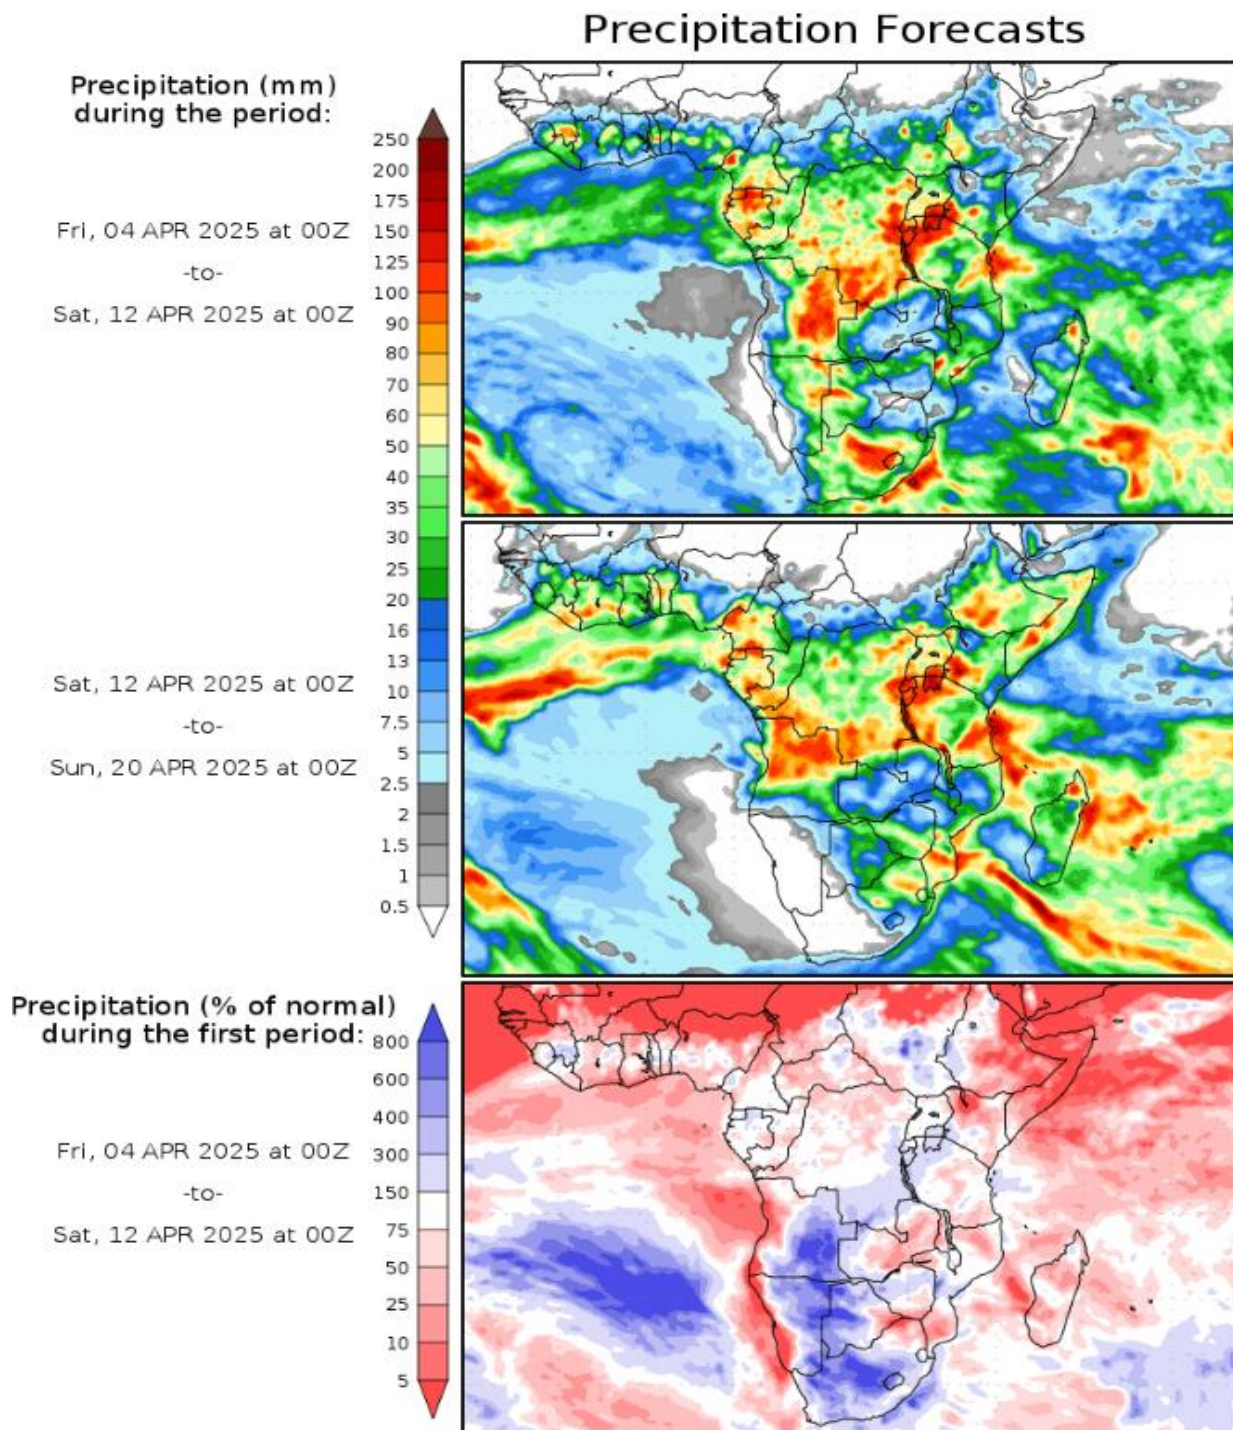 Precipitation Forecasts
Precipitation (mm)
during the period:
250
200
175
150
125
100
90
80
70
60
50
40
35
30
25
20
16
13
10
7.5
5
2.5
2
1.5
1
0.5
Fri, 04 APR 2025 at 00Z
-to-
Sat, 12 APR 2025 at 00Z
Sat, 12 APR 2025 at 00Z
-to-
Sun, 20 APR 2025 at 00Z
Precipitation (% of normal)
during the first period:
800
600
400
300
150
75
50
25
10
5
Fri, 04 APR 2025 at 00Z
-to-
Sat, 12 APR 2025 at 00Z